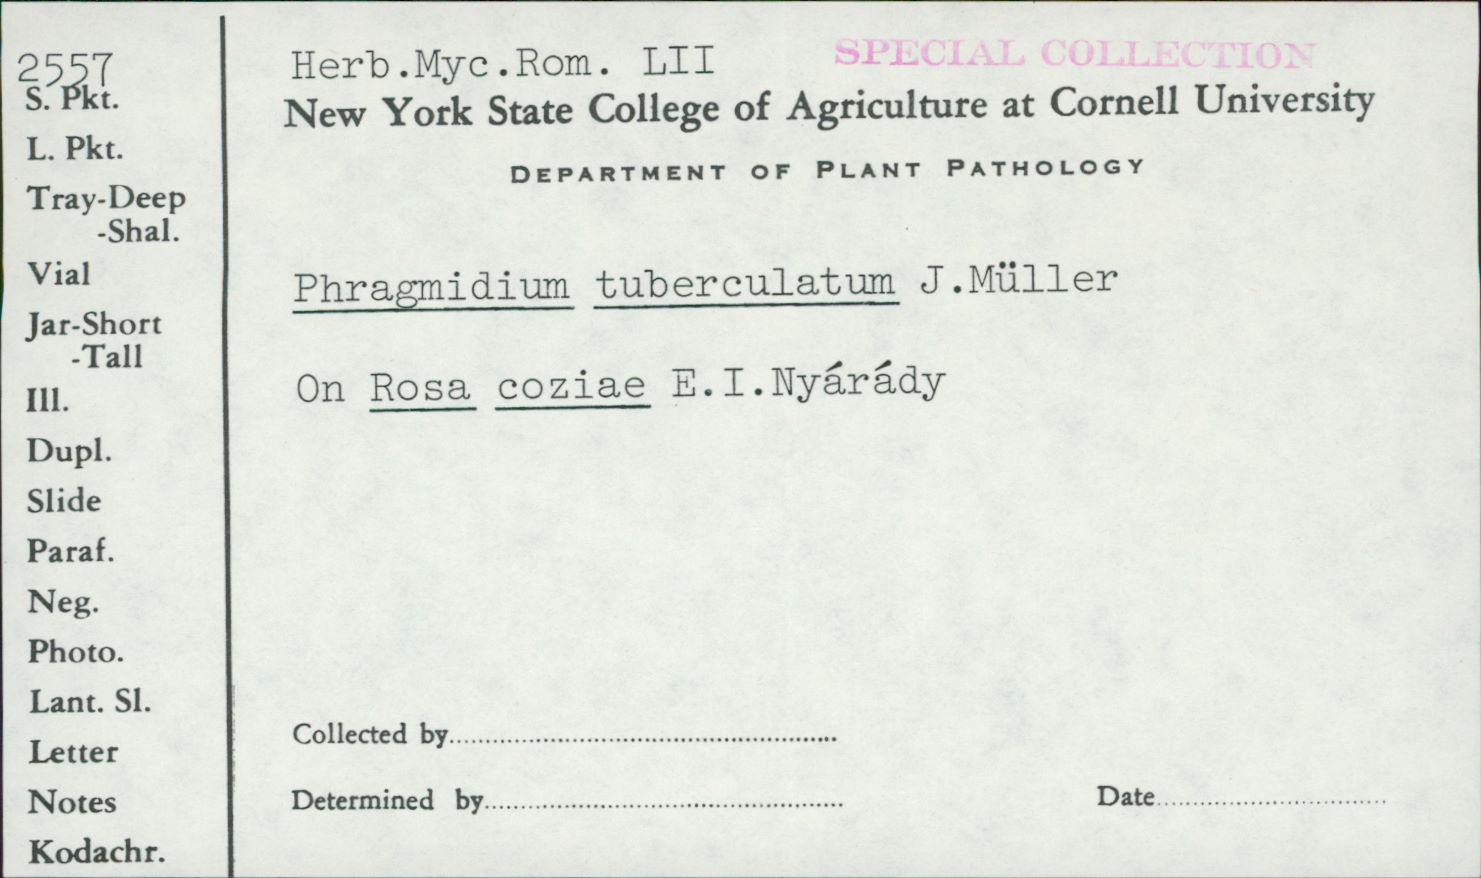 2557
S. Pkt.
L. Pkt.
Tray-Deep
-Shal.
Vial
Jar-Short
-Tall
Ill.
Dupl.
Slide
Paraf.
Neg.
Photo.
Lant. Sl.
Letter
Notes
Kodachr.
Herb.Myc.Rom. LII
SPECIAL COLLECTION
New York State College of Agriculture at Cornell University
DEPARTMENT OF PLANT PATHOLOGY
Phragmidium tuberculatum J.Müller
On Rosa coziae E.I.Nyárády
Collected by
Determined by
Date